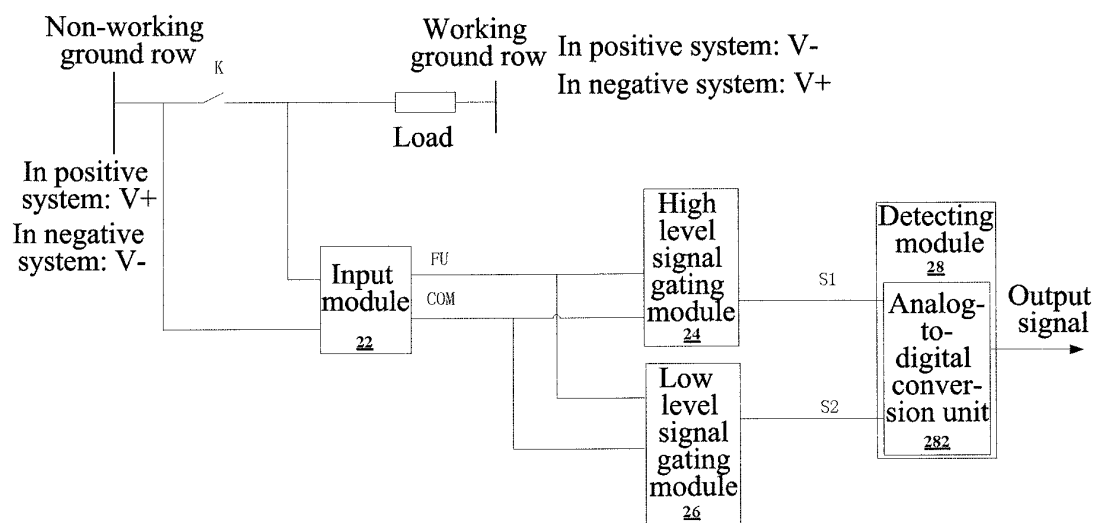 Non-working
ground row
K
Working
ground row
In positive system: V-
In negative system: V+
Load
In positive
system: V+
In negative
system: V-
Input
module
22
FU
COM
High
level
signal
gating
module
24
Low
level
signal
gating
module
26
S1
S2
Detecting
module
28
Analog-
to-
digital
conver-
sion unit
282
Output
signal